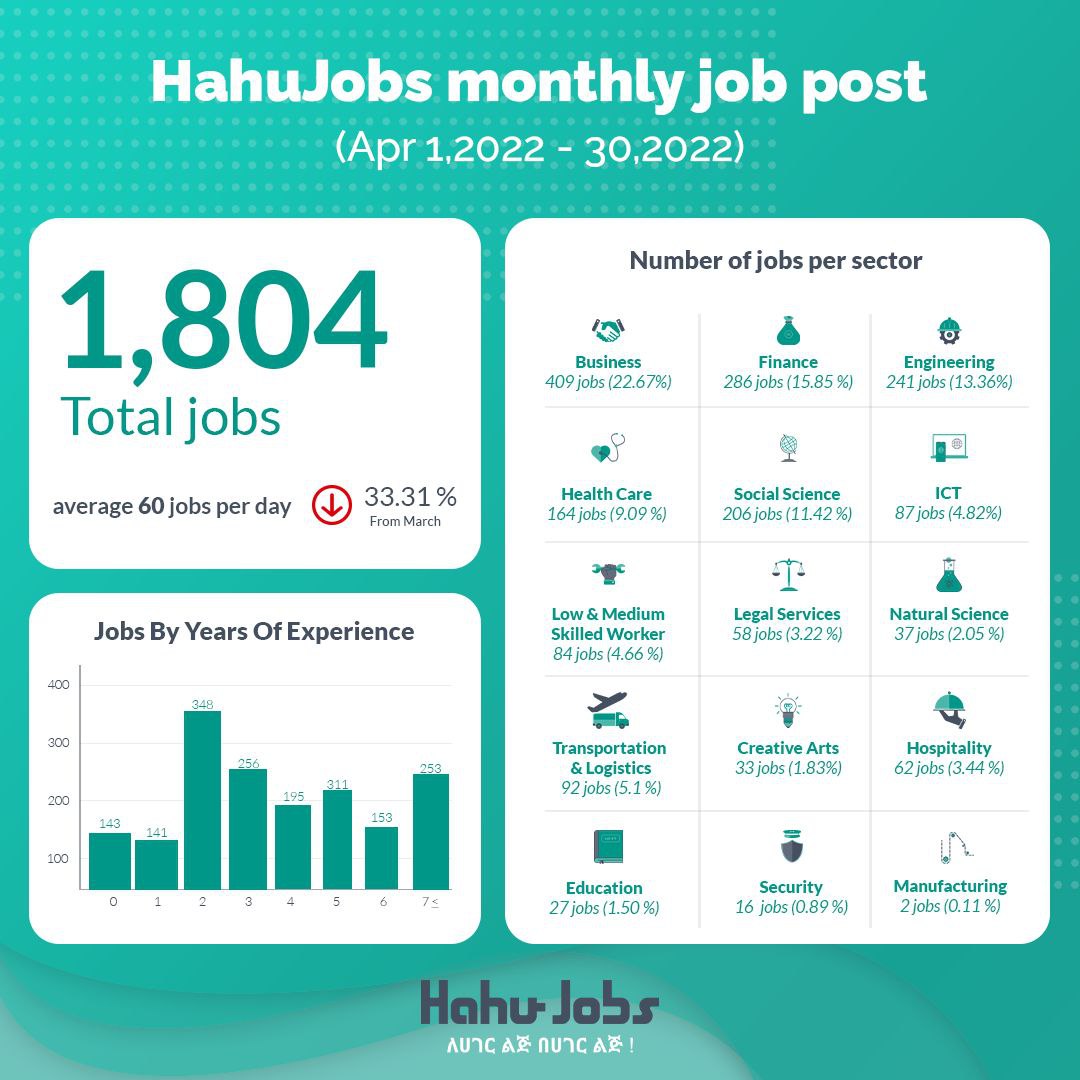 HahuJobs monthly job post
(Apr 1,2022 - 30,2022)
1,804
Total jobs
average 60 jobs per day
33.31 %
From March
Jobs By Years Of Experience
400
300
200
100
143
141
348
256
195
311
153
253
0
1
2
3
4
5
6
7 ≤
Number of jobs per sector
Business
409 jobs (22.67%)
Finance
286 jobs (15.85 %)
Engineering
241 jobs (13.36%)
Health Care
164 jobs (9.09 %)
Social Science
206 jobs (11.42 %)
ICT
87 jobs (4.82%)
Low & Medium
Skilled Worker
84 jobs (4.66 %)
Legal Services
58 jobs (3.22 %)
Natural Science
37 jobs (2.05 %)
Transportation
& Logistics
92 jobs (5.1 %)
Creative Arts
33 jobs (1.83%)
Hospitality
62 jobs (3.44 %)
Education
27 jobs (1.50 %)
Security
16 jobs (0.89 %)
Manufacturing
2 jobs (0.11 %)
Hahu Jobs
ለሀገር ልጅ በሀገር ልጅ !